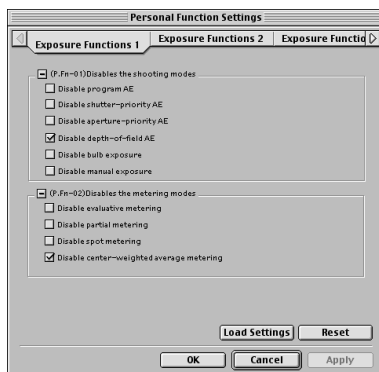 Personal Function Settings
Exposure Functions 1 Exposure Functions 2 Exposure Functio
(P.Fn-01)Disables the shooting modes
Disable program AE
Disable shutter-priority AE
Disable aperture-priority AE
Disable depth-of-field AE
Disable bulb exposure
Disable manual exposure
(P.Fn-02)Disables the metering modes
Disable evaluative metering
Disable partial metering
Disable spot metering
Disable center-weighted average metering
Load Settings Reset
OK Cancel Apply